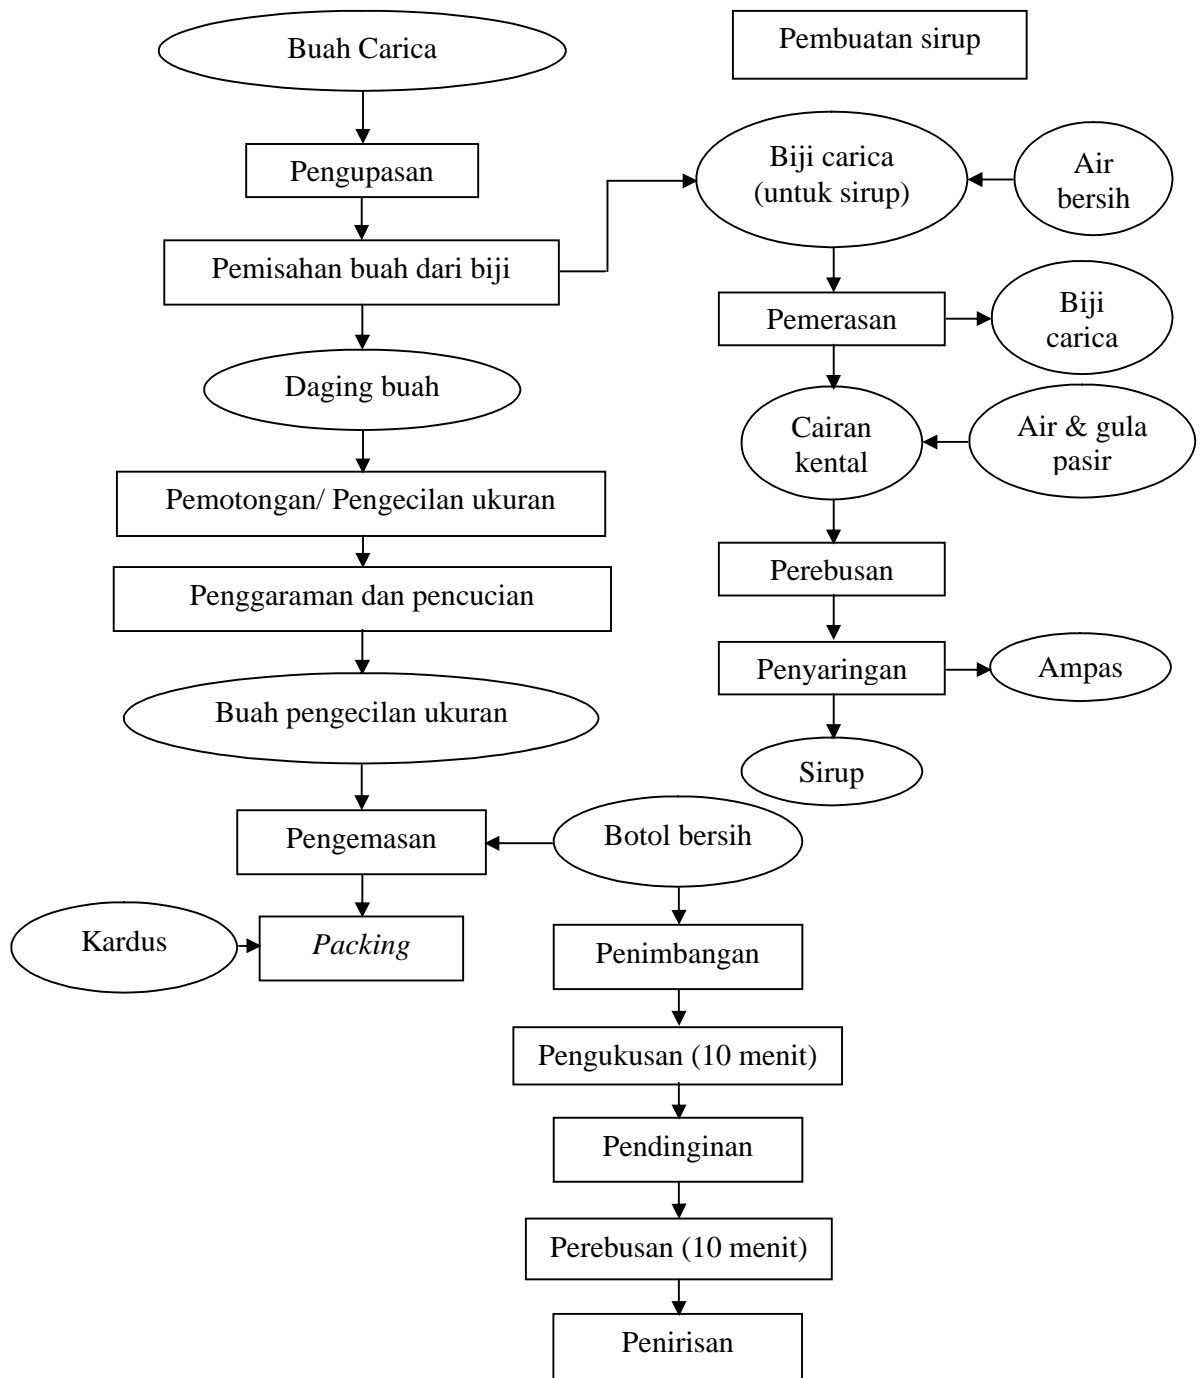 Buah Carica
Pembuatan sirup
Pengupasan
Biji carica
(untuk sirup)
Air
bersih
Pemisahan buah dari biji
Pemerasan
Biji
carica
Daging buah
Cairan
kental
Air & gula
pasir
Pemotongan/ Pengecilan ukuran
Perebusan
Penggaraman dan pencucian
Penyaringan
Ampas
Buah pengecilan ukuran
Sirup
Pengemasan
Botol bersih
Kardus
Packing
Penimbangan
Pengukusan (10 menit)
Pendinginan
Perebusan (10 menit)
Penirisan